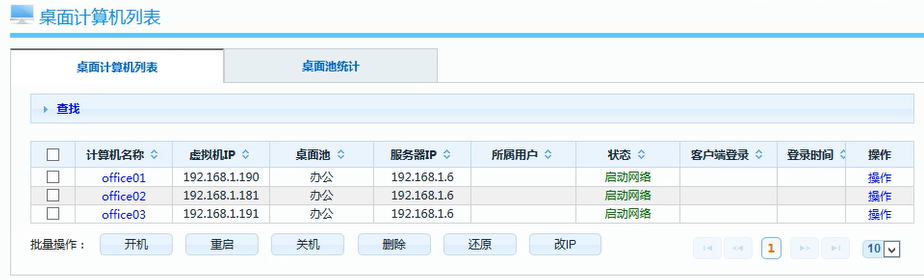 桌面计算机列表
桌面计算机列表 桌面池统计
查找
计算机名称 虚拟机IP 桌面池 服务器IP 所属用户 状态 客户端登录 登录时间 操作
office01 192.168.1.190 办公 192.168.1.6 启动网络 操作
office02 192.168.1.181 办公 192.168.1.6 启动网络 操作
office03 192.168.1.191 办公 192.168.1.6 启动网络 操作
批量操作： 开机 重启 关机 删除 还原 改IP 1 10